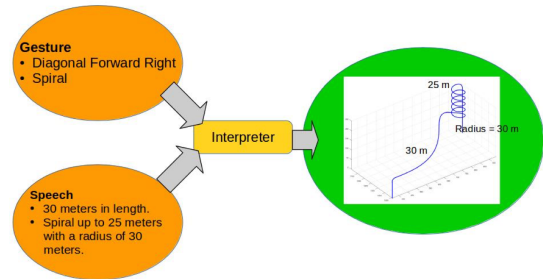 Gesture
• Diagonal Forward Right
• Spiral
Speech
• 30 meters in length.
• Spiral up to 25 meters
with a radius of 30
meters.
Interpreter
25 m
Radius = 30 m
30 m